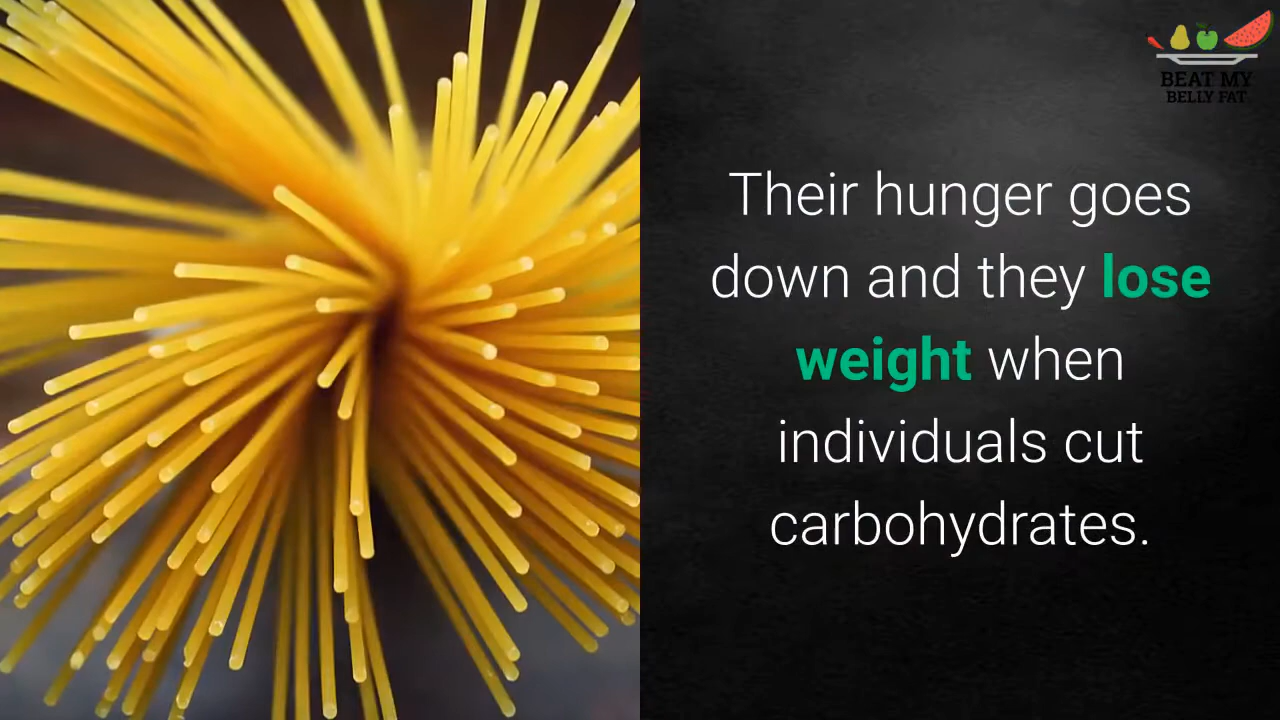 BEAT MY
BELLY FAT
Their hunger goes
down and they lose
weight when
individuals cut
carbohydrates.